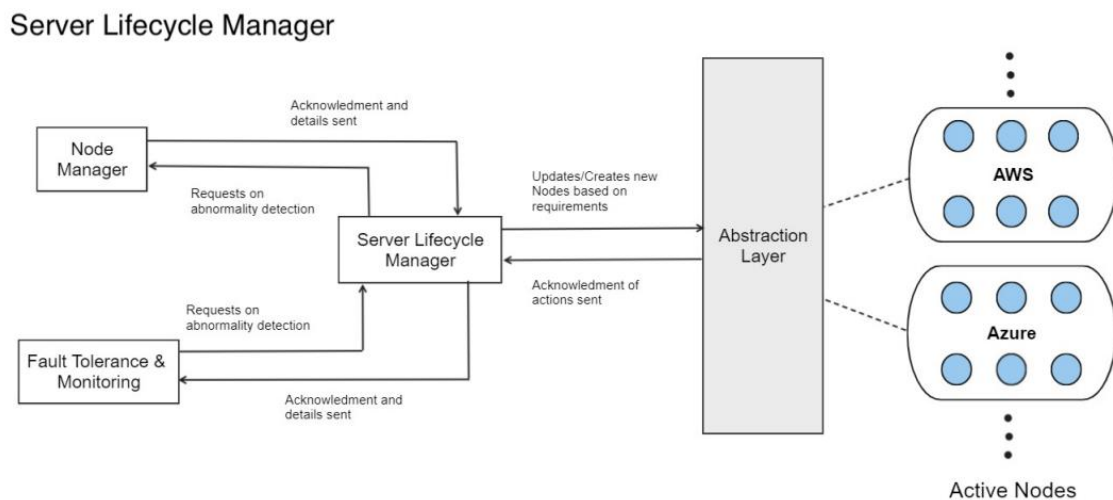 Server Lifecycle Manager
Acknowledment and
details sent
Node
Manager
Requests on
abnormality detection
Updates/Creates new
Nodes based on
requirements
Server Lifecycle
Manager
Acknowledment of
actions sent
Requests on
abnormality detection
Fault Tolerance &
Monitoring
Acknowledment and
details sent
Abstraction
Layer
AWS
Azure
Active Nodes